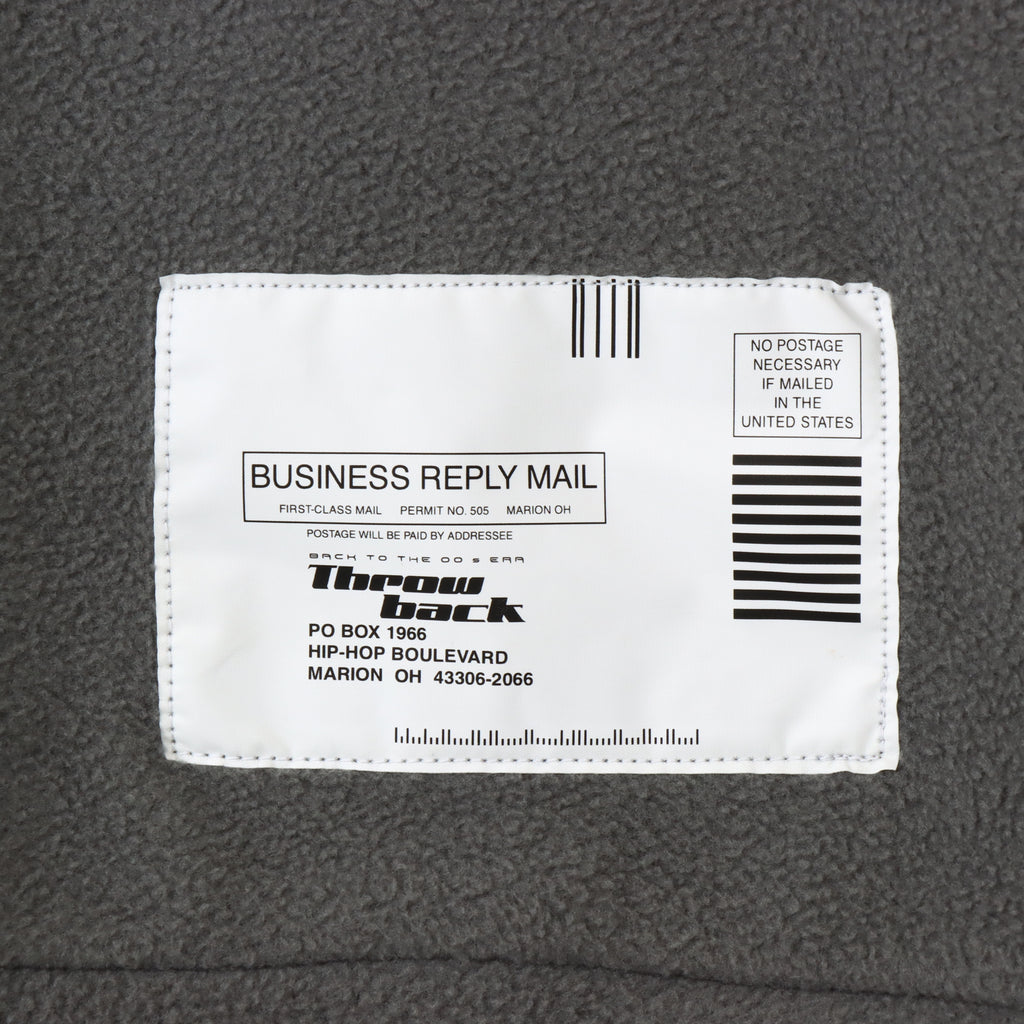 NO POSTAGE
NECESSARY
IF MAILED
IN THE
UNITED STATES
BUSINESS REPLY MAIL
FIRST-CLASS MAIL PERMIT NO. 505 MARION OH
POSTAGE WILL BE PAID BY ADDRESSEE
BACK TO THE 00s ERA
Throw
back
PO BOX 1966
HIP-HOP BOULEVARD
MARION OH 43306-2066